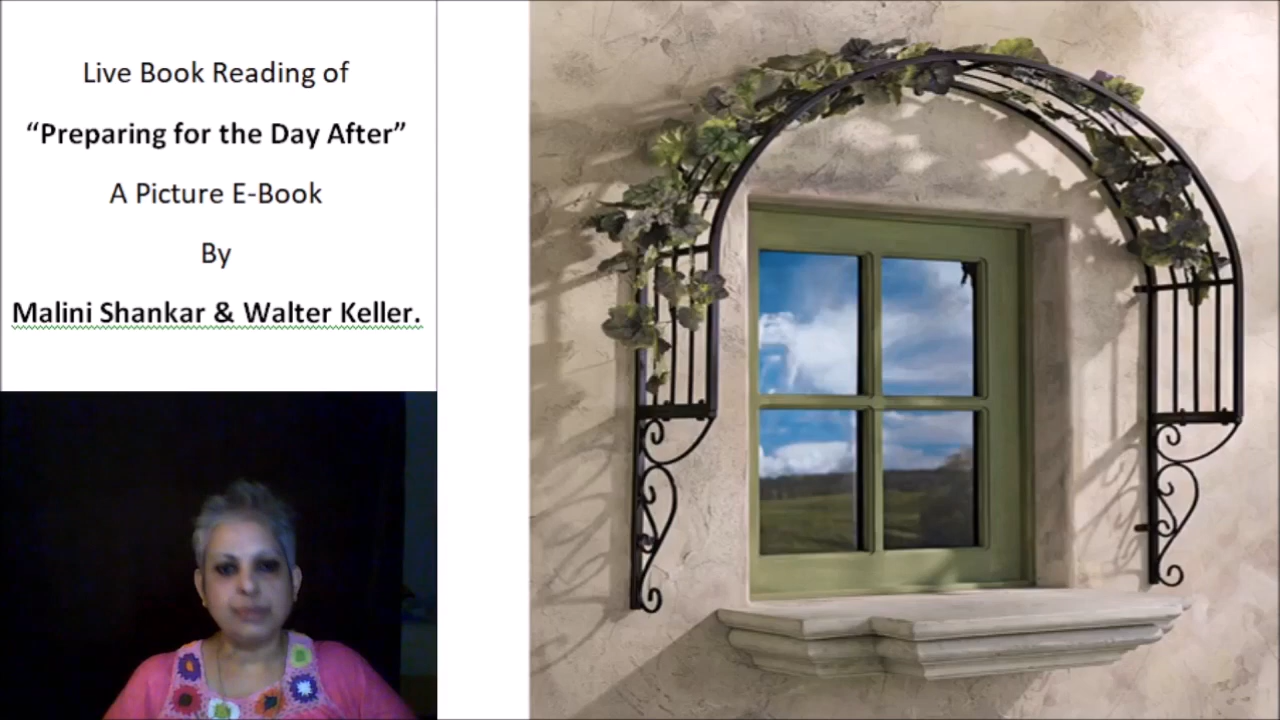 Live Book Reading of
“Preparing for the Day After”
A Picture E-Book
By
Malini Shankar & Walter Keller.